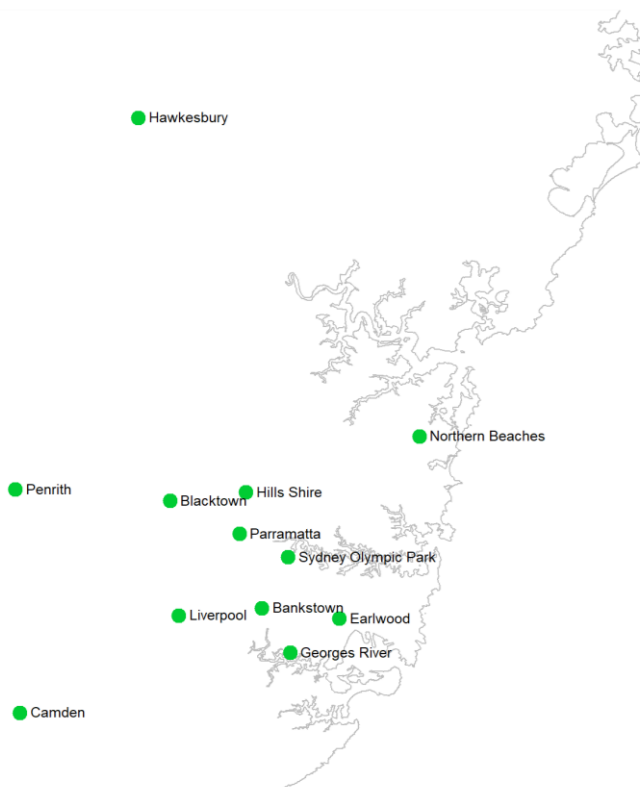 Hawkesbury
Northern Beaches
Penrith
Hills Shire
Blacktown
Parramatta
Sydney Olympic Park
Bankstown
Liverpool
Earlwood
Georges River
Camden